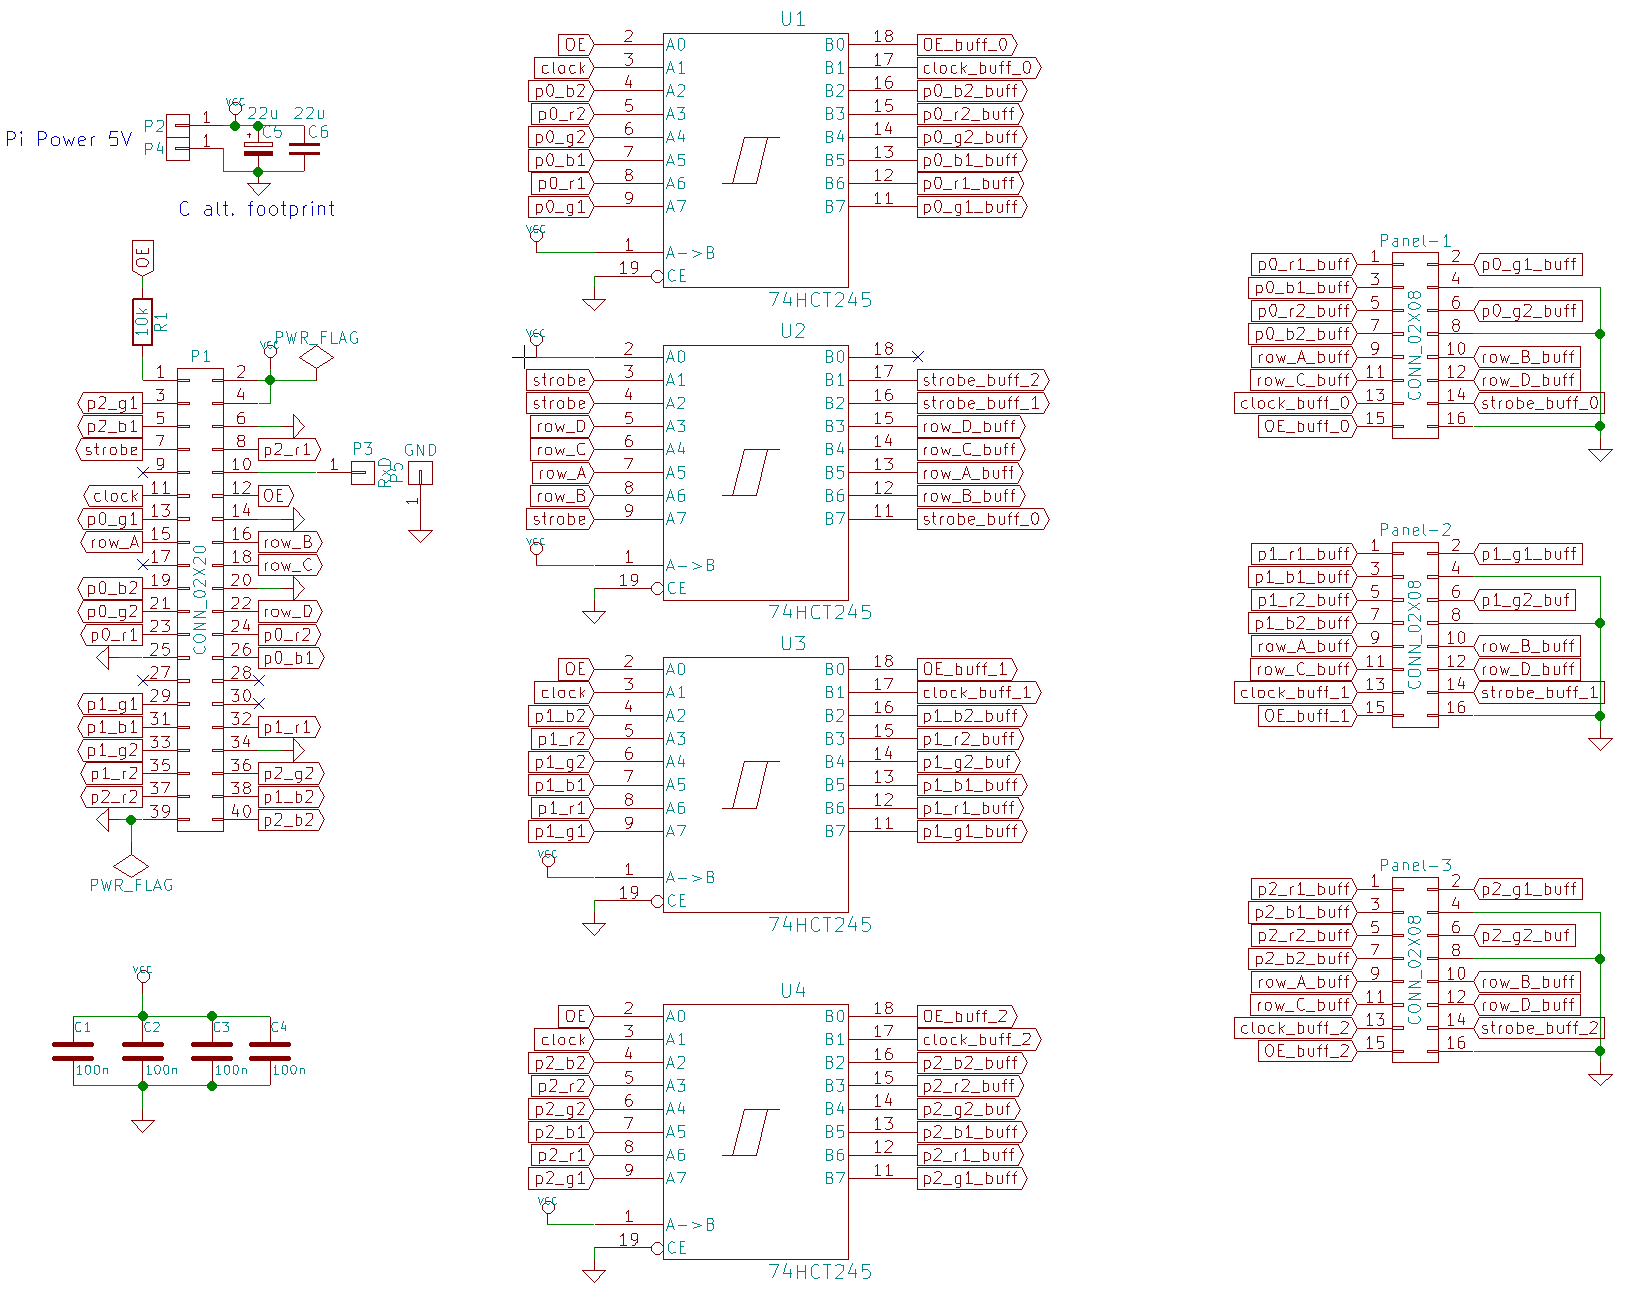 Pi Power 5V
P2
P4
1
1
vcc
22u
22u
C5
C6
C alt. footprint
OE
10k
R1
P1
vcc
PWR_FLAG
1 2
p2_g1 3 4
p2_b1 5 6
strobe 7 8 p2_r1
9 10
clock 11 12 OE
p0_g1 13 14
row_A 15 16 row_B
17 18 row_C
p0_b2 19 20
p0_g2 21 22 row_D
p0_r1 23 24 p0_r2
25 26 p0_b1
27 28
p1_g1 29 30
p1_b1 31 32 p1_r1
p1_g2 33 34
p1_r2 35 36 p2_g2
p2_r2 37 38 p1_b2
39 40 p2_b2
CONN_02X20
PWR_FLAG
1
P3
RxD
P5
GND
1
vcc
C1 C2 C3 C4
100n 100n 100n 100n
U1
OE 2 A0 B0 18 OE_buff_0
clock 3 A1 B1 17 clock_buff_0
p0_b2 4 A2 B2 16 p0_b2_buff
p0_r2 5 A3 B3 15 p0_r2_buff
p0_g2 6 A4 B4 14 p0_g2_buff
p0_b1 7 A5 B5 13 p0_b1_buff
p0_r1 8 A6 B6 12 p0_r1_buff
p0_g1 9 A7 B7 11 p0_g1_buff
vcc
1 A->B
19 CE
74HCT245
U2
vcc
2 A0 B0 18
strobe 3 A1 B1 17 strobe_buff_2
strobe 4 A2 B2 16 strobe_buff_1
row_D 5 A3 B3 15 row_D_buff
row_C 6 A4 B4 14 row_C_buff
row_A 7 A5 B5 13 row_A_buff
row_B 8 A6 B6 12 row_B_buff
strobe 9 A7 B7 11 strobe_buff_0
vcc
1 A->B
19 CE
74HCT245
U3
OE 2 A0 B0 18 OE_buff_1
clock 3 A1 B1 17 clock_buff_1
p1_b2 4 A2 B2 16 p1_b2_buff
p1_r2 5 A3 B3 15 p1_r2_buff
p1_g2 6 A4 B4 14 p1_g2_buf
p1_b1 7 A5 B5 13 p1_b1_buff
p1_r1 8 A6 B6 12 p1_r1_buff
p1_g1 9 A7 B7 11 p1_g1_buff
vcc
1 A->B
19 CE
74HCT245
U4
OE 2 A0 B0 18 OE_buff_2
clock 3 A1 B1 17 clock_buff_2
p2_b2 4 A2 B2 16 p2_b2_buff
p2_r2 5 A3 B3 15 p2_r2_buff
p2_g2 6 A4 B4 14 p2_g2_buf
p2_b1 7 A5 B5 13 p2_b1_buff
p2_r1 8 A6 B6 12 p2_r1_buff
p2_g1 9 A7 B7 11 p2_g1_buff
vcc
1 A->B
19 CE
74HCT245
Panel-1
p0_r1_buff 1 2 p0_g1_buff
p0_b1_buff 3 4
p0_r2_buff 5 6 p0_g2_buff
p0_b2_buff 7 8
row_A_buff 9 10 row_B_buff
row_C_buff 11 12 row_D_buff
clock_buff_0 13 14 strobe_buff_0
OE_buff_0 15 16
CONN_02X08
Panel-2
p1_r1_buff 1 2 p1_g1_buff
p1_b1_buff 3 4
p1_r2_buff 5 6 p1_g2_buf
p1_b2_buff 7 8
row_A_buff 9 10 row_B_buff
row_C_buff 11 12 row_D_buff
clock_buff_1 13 14 strobe_buff_1
OE_buff_1 15 16
CONN_02X08
Panel-3
p2_r1_buff 1 2 p2_g1_buff
p2_b1_buff 3 4
p2_r2_buff 5 6 p2_g2_buf
p2_b2_buff 7 8
row_A_buff 9 10 row_B_buff
row_C_buff 11 12 row_D_buff
clock_buff_2 13 14 strobe_buff_2
OE_buff_2 15 16
CONN_02X08